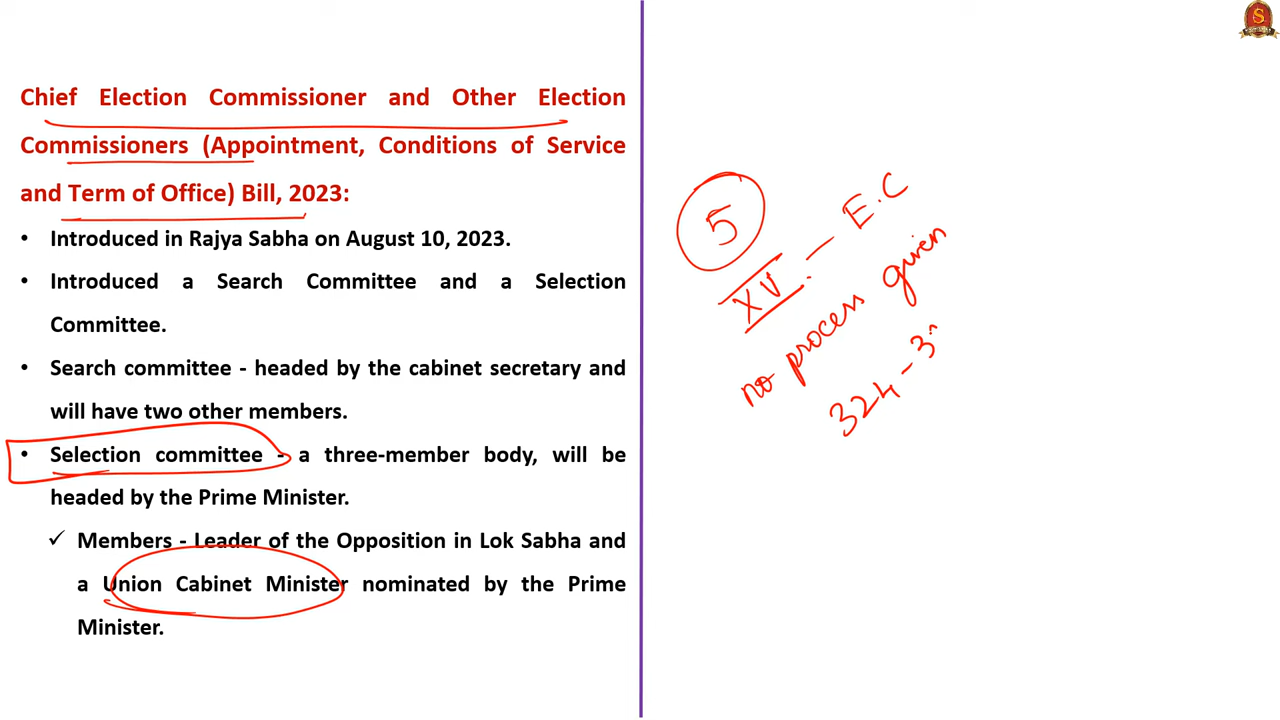 Chief Election Commissioner and Other Election
Commissioners (Appointment, Conditions of Service
and Term of Office) Bill, 2023:
• Introduced in Rajya Sabha on August 10, 2023.
• Introduced a Search Committee and a Selection
Committee.
• Search committee - headed by the cabinet secretary and
will have two other members.
• Selection committee - a three-member body, will be
headed by the Prime Minister.
✓ Members - Leader of the Opposition in Lok Sabha and
a Union Cabinet Minister nominated by the Prime
Minister.
5
XV. — E.C
no process given
324 - 3
S